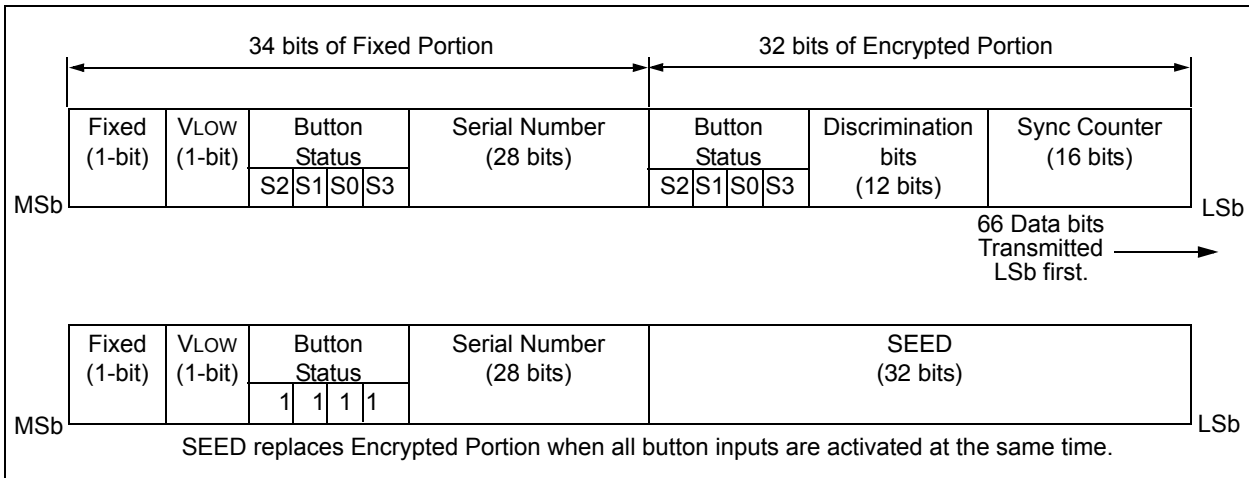 34 bits of Fixed Portion 32 bits of Encrypted Portion
Fixed VLOW Button Serial Number Button Discrimination Sync Counter
(1-bit) (1-bit) Status (28 bits) Status bits (16 bits)
S2 S1 S0 S3 S2 S1 S0 S3 (12 bits)
MSb LSb
66 Data bits
Transmitted
LSb first.
Fixed VLOW Button Serial Number SEED
(1-bit) (1-bit) Status (28 bits) (32 bits)
1 1 1 1
MSb LSb
SEED replaces Encrypted Portion when all button inputs are activated at the same time.